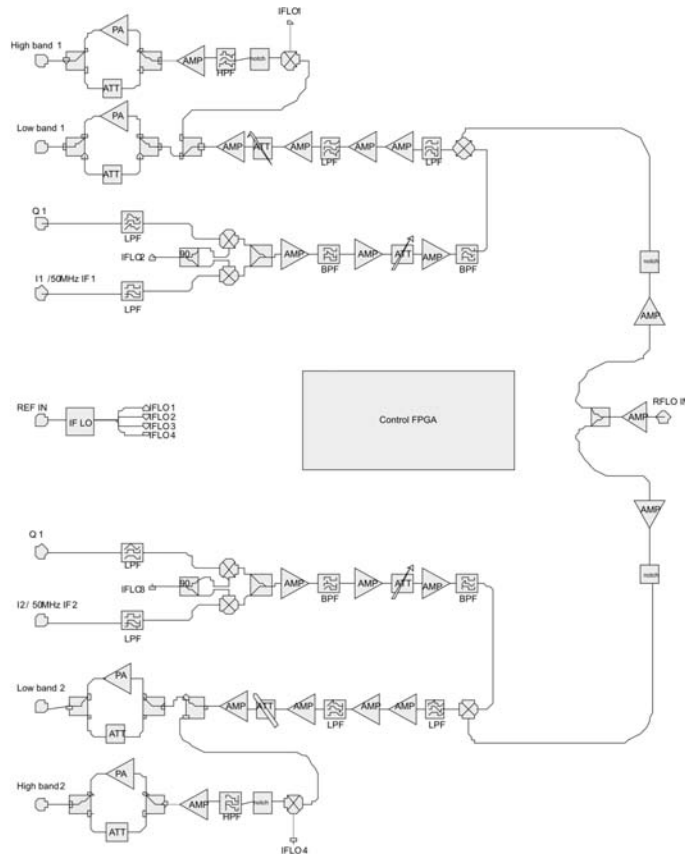 IFLO1
PA
High band 1
AMP
HPF
notch
ATT
PA
Low band 1
AMP
ATT
AMP
LPF
AMP
AMP
LPF
ATT
Q 1
LPF
IFLO2
90
AMP
BPF
AMP
ATT
AMP
BPF
notch
I1 /50MHz IF1
LPF
AMP
REF IN
IF LO
IFLO1
IFLO2
IFLO3
IFLO4
Control FPGA
AMP
RFLO IN
AMP
Q 1
LPF
IFLO3
90
AMP
BPF
AMP
ATT
AMP
BPF
notch
I2/ 50MHz IF2
LPF
PA
Low band 2
AMP
ATT
AMP
LPF
AMP
AMP
LPF
ATT
PA
High band2
AMP
HPF
notch
ATT
IFLO4